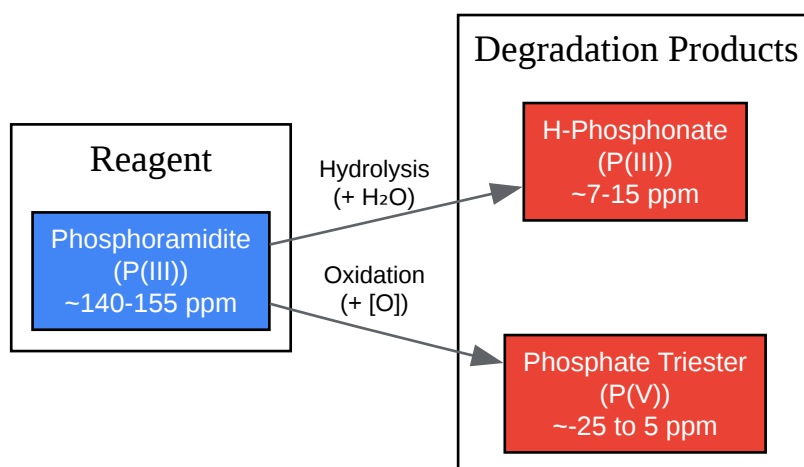 Degradation Products
Reagent
H-Phosphonate
(P(III))
~7-15 ppm
Hydrolysis
(+ H₂O)
Phosphoramidite
(P(III))
~140-155 ppm
Oxidation
(+ [O])
Phosphate Triester
(P(V))
~-25 to 5 ppm